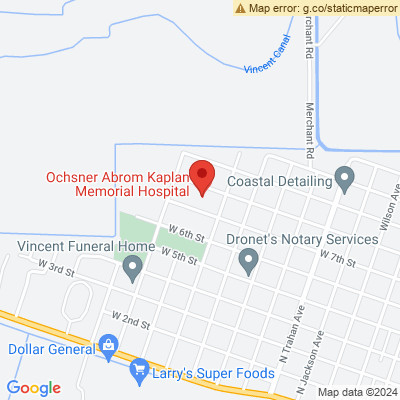 Map error: g.co/staticmaperror
Vincent Canal
Merchant Rd
Merchant Rd
Ochsner Abrom Kaplan
Memorial Hospital
Coastal Detailing
Wilson Ave
W 6th St
Vincent Funeral Home
Dronet's Notary Services
W 5th St
W 7th St
W 3rd St
W 2nd St
N Trahan Ave
Dollar General
N Jackson Ave
Larry's Super Foods
Google
Map data ©2024